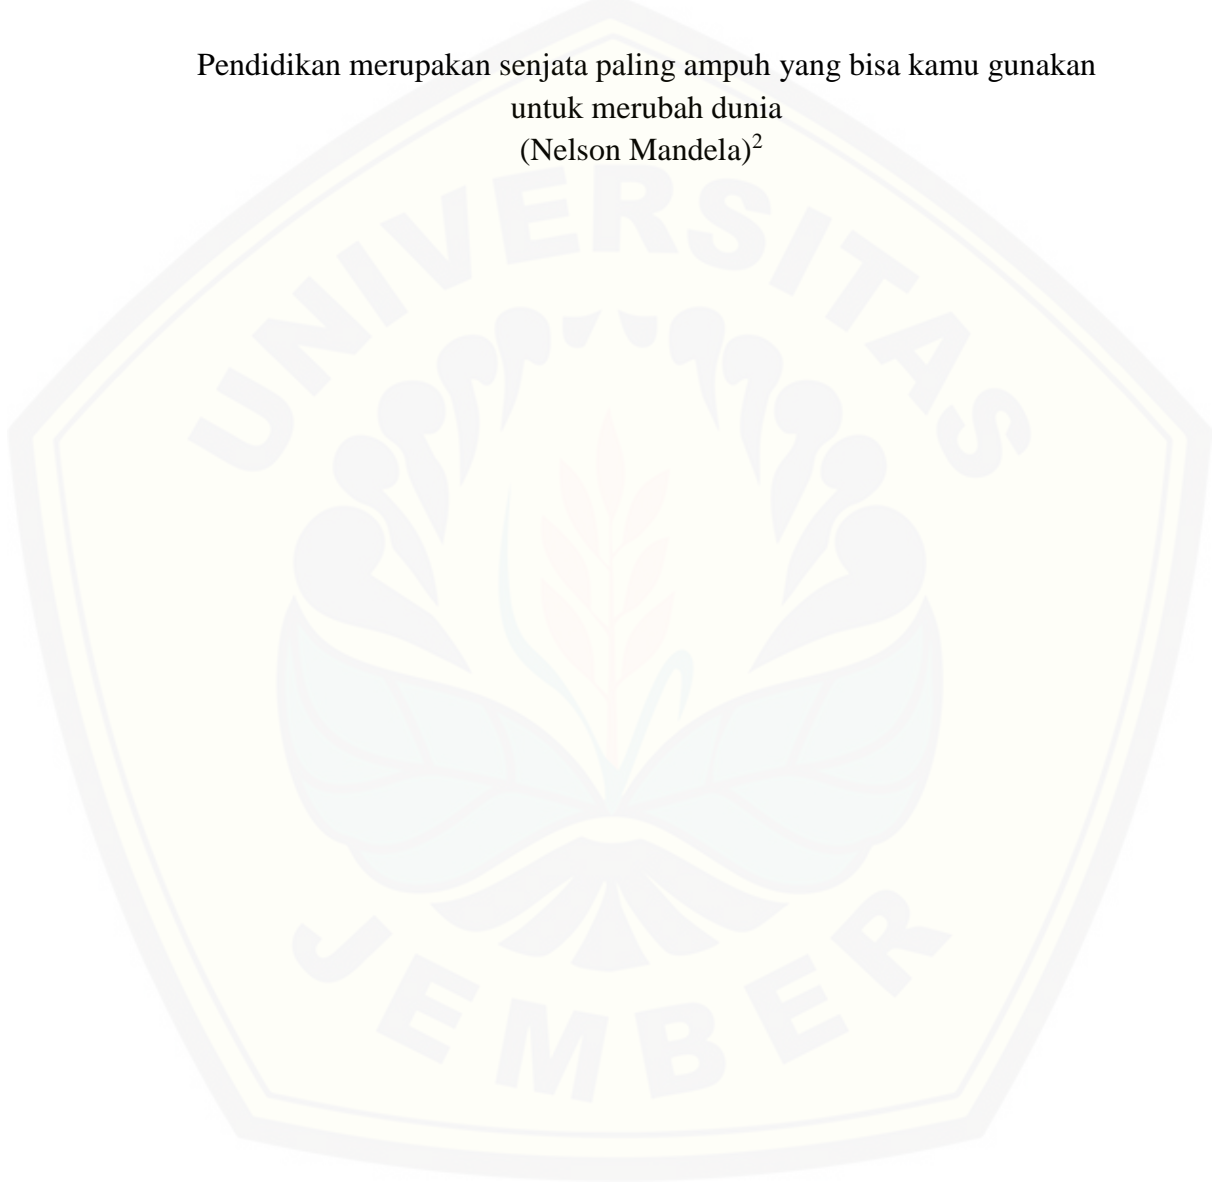 Pendidikan merupakan senjata paling ampuh yang bisa kamu gunakan
untuk merubah dunia
(Nelson Mandela)²
UNIVERSITAS
JEMBER